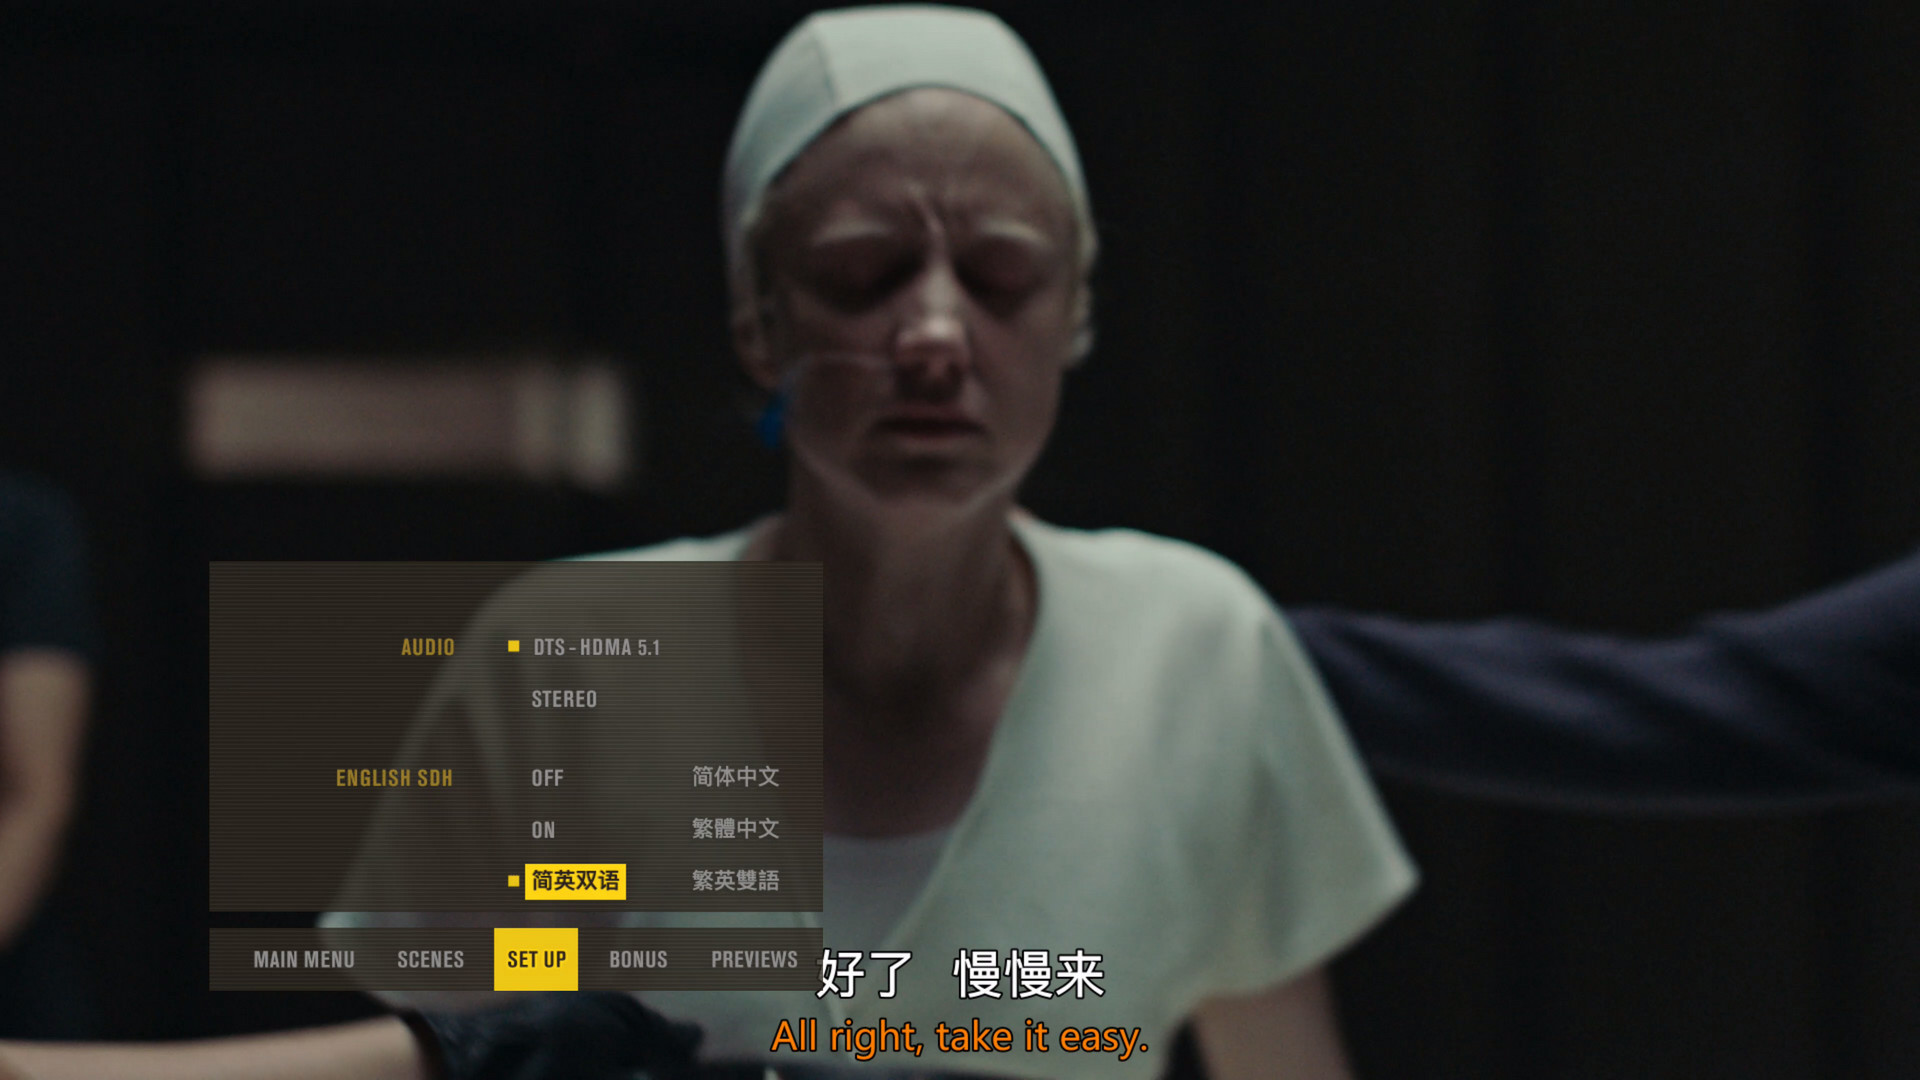 AUDIO DTS-HDMA 5.1
STEREO
ENGLISH SDH OFF 简体中文
ON 繁體中文
简英双语 繁英雙語
MAIN MENU SCENES SET UP BONUS PREVIEWS
好了 慢慢来
All right, take it easy.